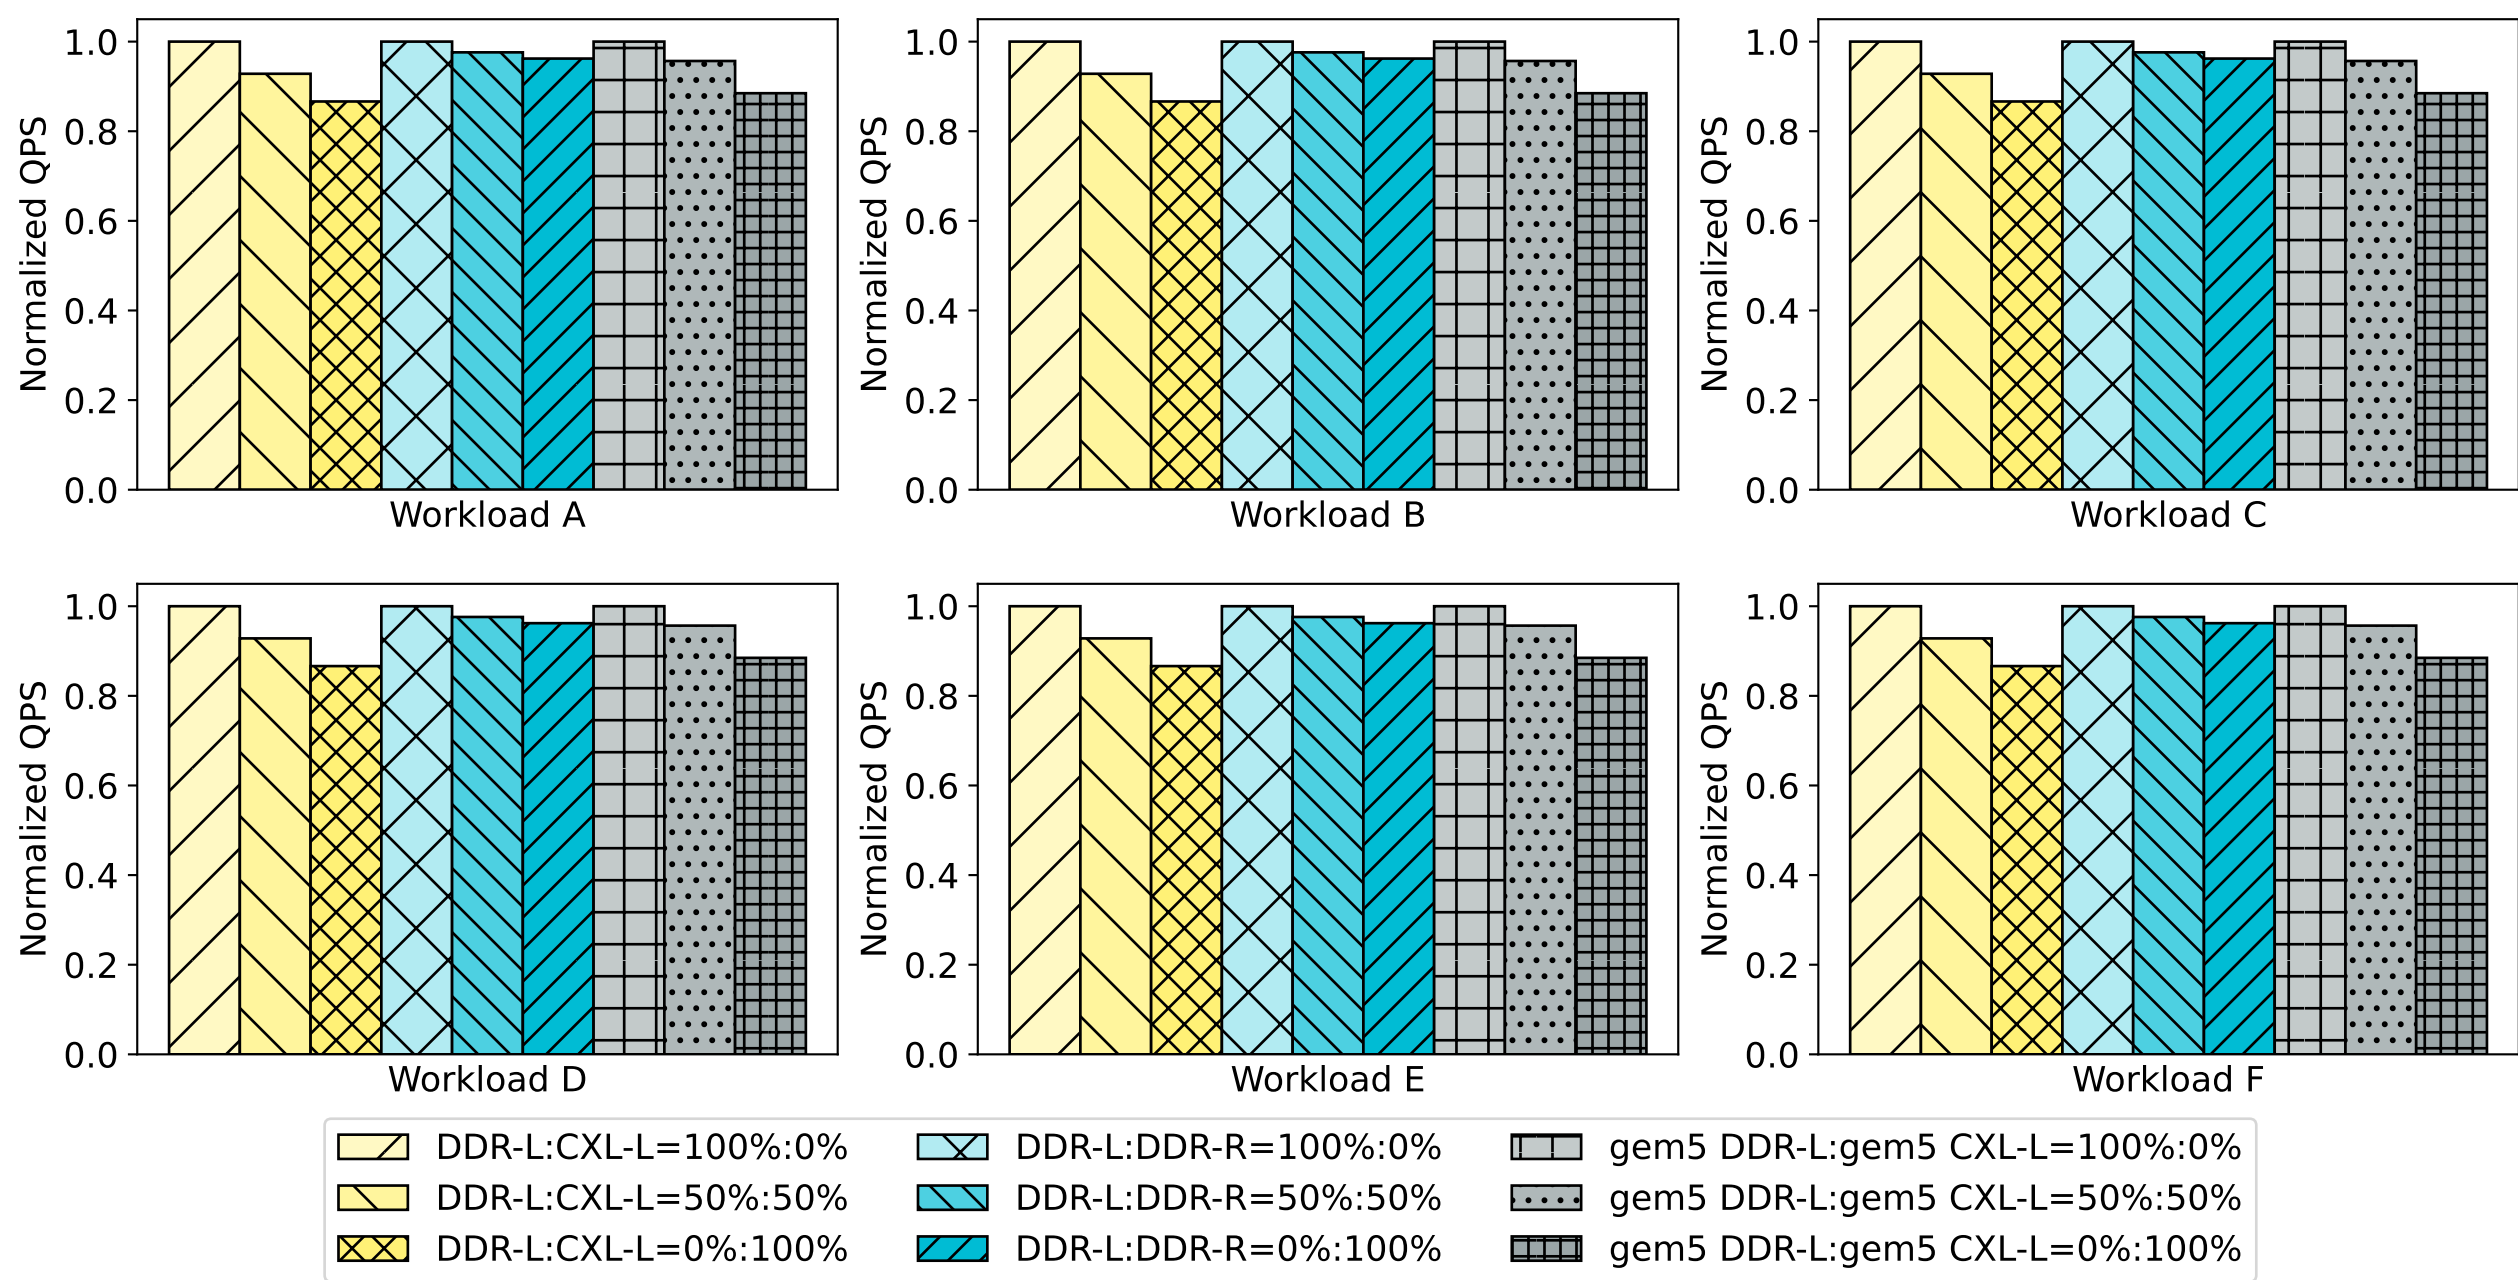 1.0
0.8
0.6
0.4
0.2
0.0
Normalized QPS
Workload A
1.0
0.8
0.6
0.4
0.2
0.0
Normalized QPS
Workload B
1.0
0.8
0.6
0.4
0.2
0.0
Normalized QPS
Workload C
1.0
0.8
0.6
0.4
0.2
0.0
Normalized QPS
Workload D
1.0
0.8
0.6
0.4
0.2
0.0
Normalized QPS
Workload E
1.0
0.8
0.6
0.4
0.2
0.0
Normalized QPS
Workload F
DDR-L:CXL-L=100%:0%
DDR-L:CXL-L=50%:50%
DDR-L:CXL-L=0%:100%
DDR-L:DDR-R=100%:0%
DDR-L:DDR-R=50%:50%
DDR-L:DDR-R=0%:100%
gem5 DDR-L:gem5 CXL-L=100%:0%
gem5 DDR-L:gem5 CXL-L=50%:50%
gem5 DDR-L:gem5 CXL-L=0%:100%